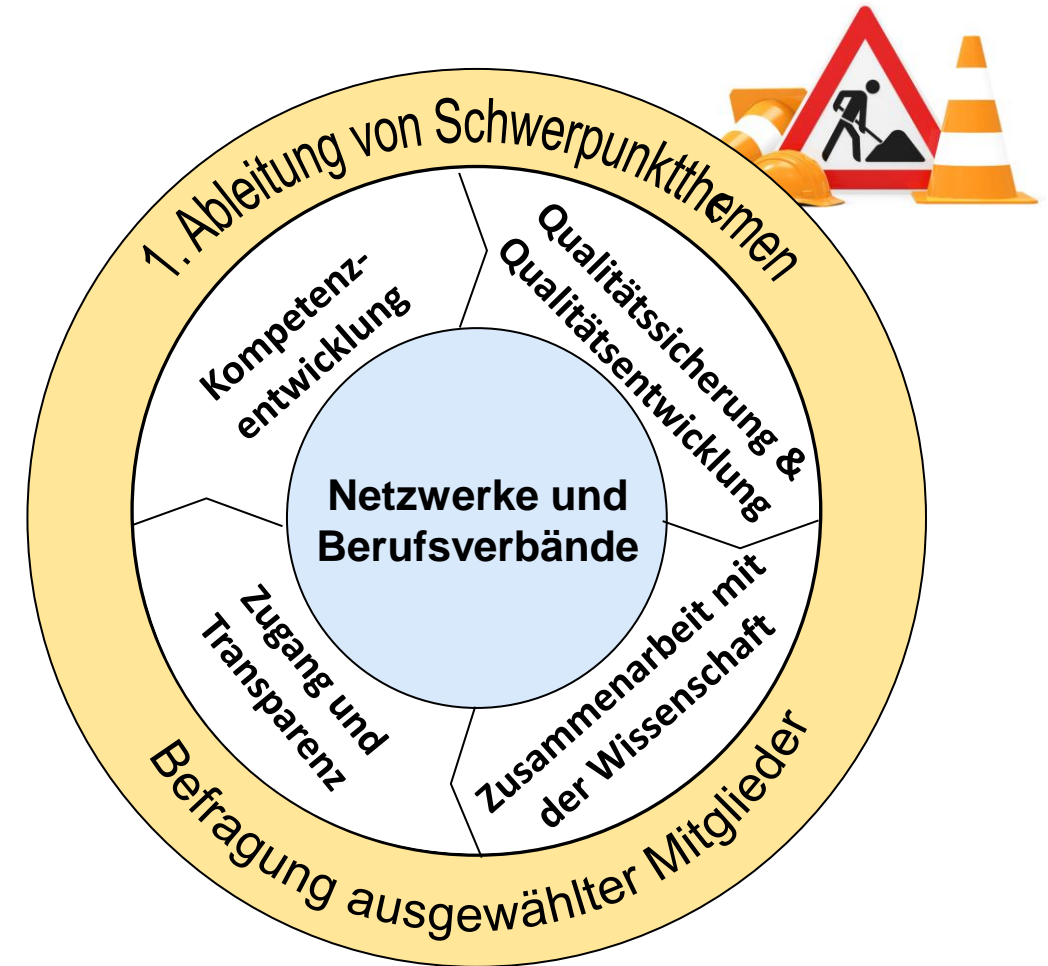 1. Ableitung von Schwerpunktthemen
Kompetenz-
entwicklung
Qualitätssicherung &
Qualitätsentwicklung
Netzwerke und
Berufsverbände
Zugang und
Transparenz
Zusammenarbeit mit
der Wissenschaft
Befragung ausgewählter Mitglieder